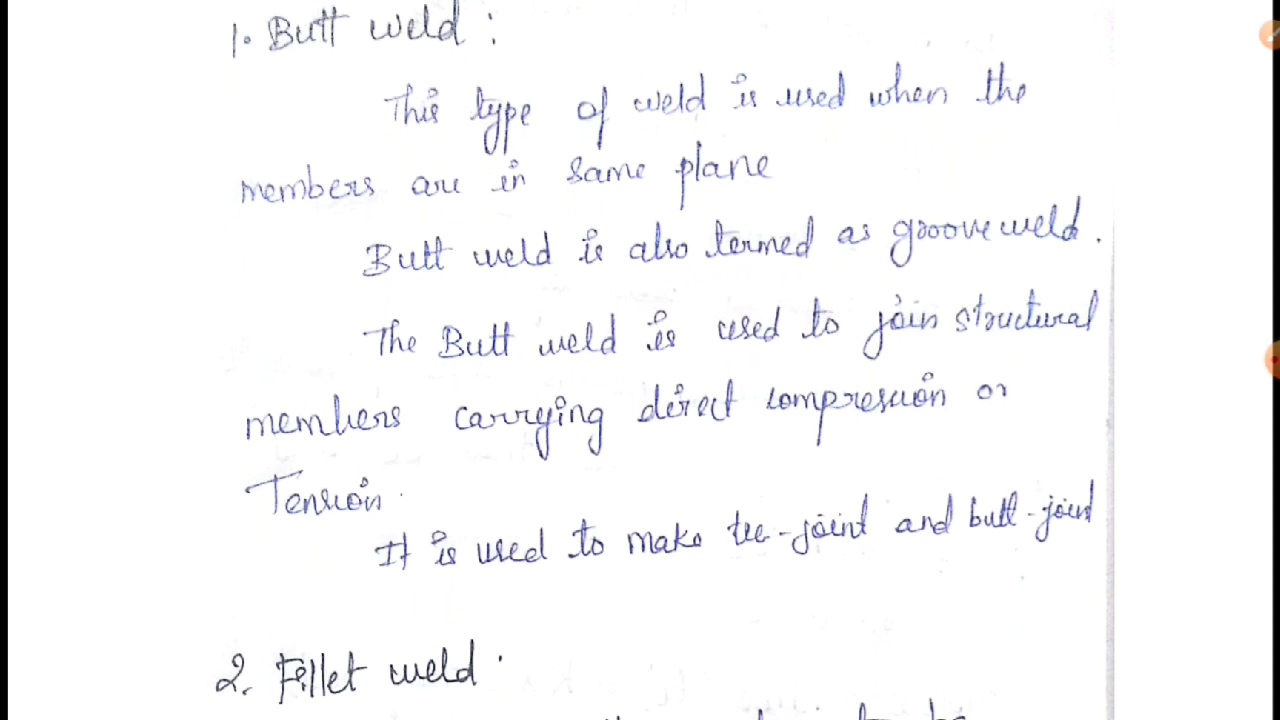 1. Butt weld :
This type of weld is used when the
members are in same plane
Butt weld is also termed as groove weld.
The Butt weld is used to join structural
members carrying direct compression or
Tension.
It is used to make tee-joint and butt-joint
2. Fillet weld.